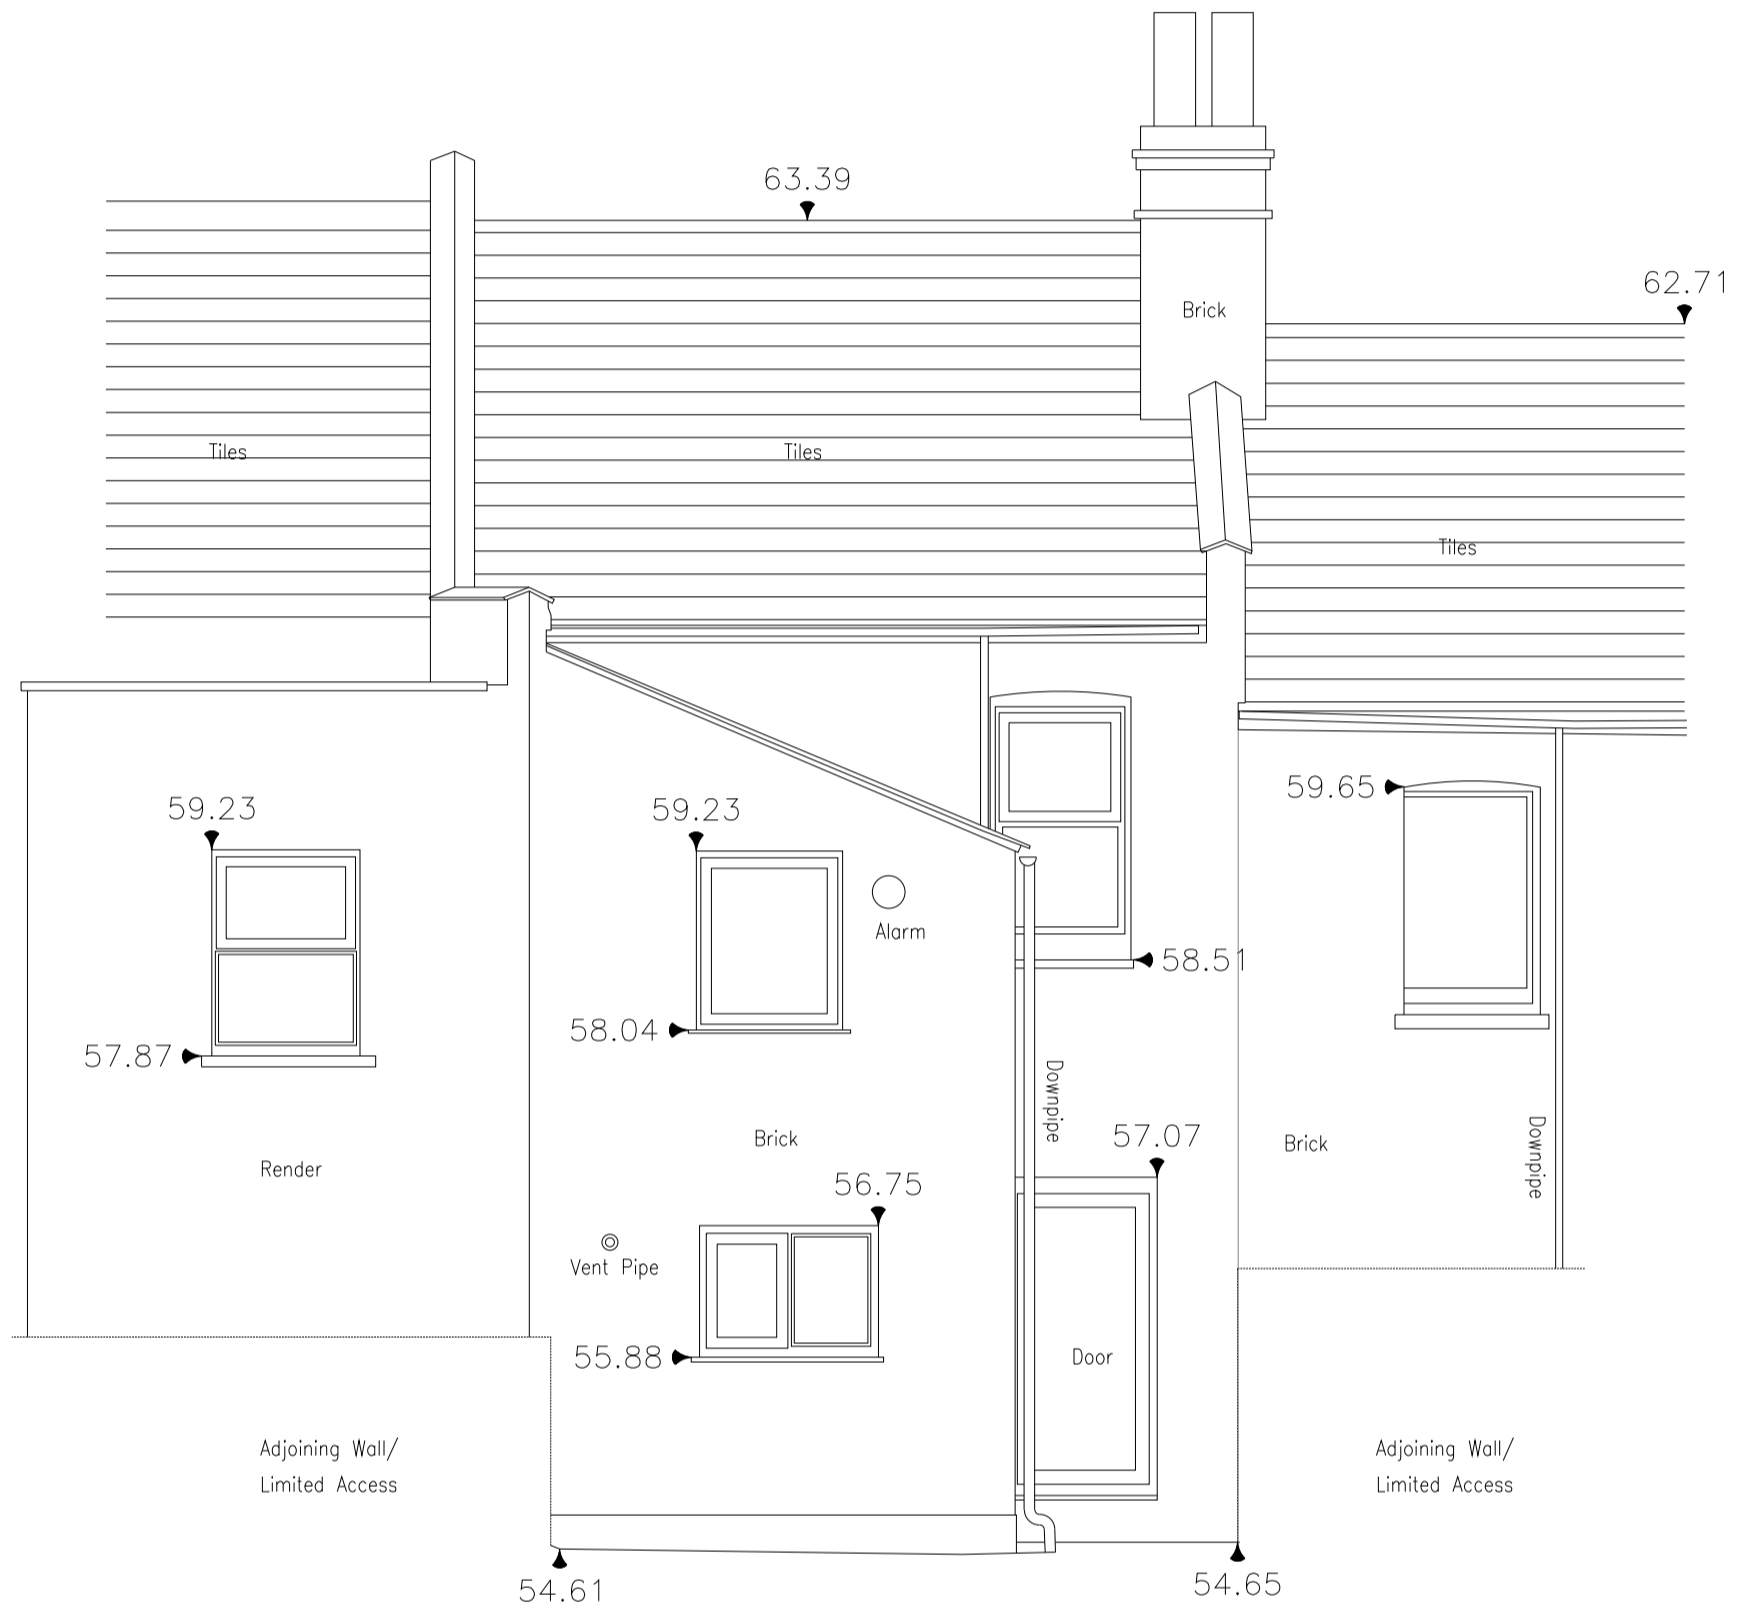 63.39
62.71
Brick
Tiles
Tiles
Tiles
59.23
59.23
59.65
Alarm
58.51
58.04
57.87
Downpipe
Downpipe
57.07
Brick
Brick
Render
56.75
Vent Pipe
55.88
Door
Adjoining Wall/
Limited Access
Adjoining Wall/
Limited Access
54.61
54.65